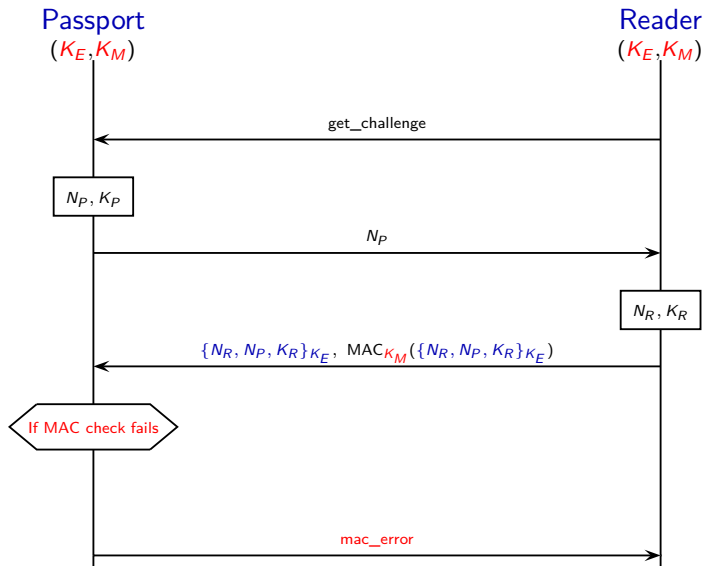 Passport Reader
(K_E, K_M) (K_E, K_M)
get_challenge
N_P, K_P
N_P
N_R, K_R
{N_R, N_P, K_R}_{K_E}, MAC_{K_M}({N_R, N_P, K_R}_{K_E})
If MAC check fails
mac_error